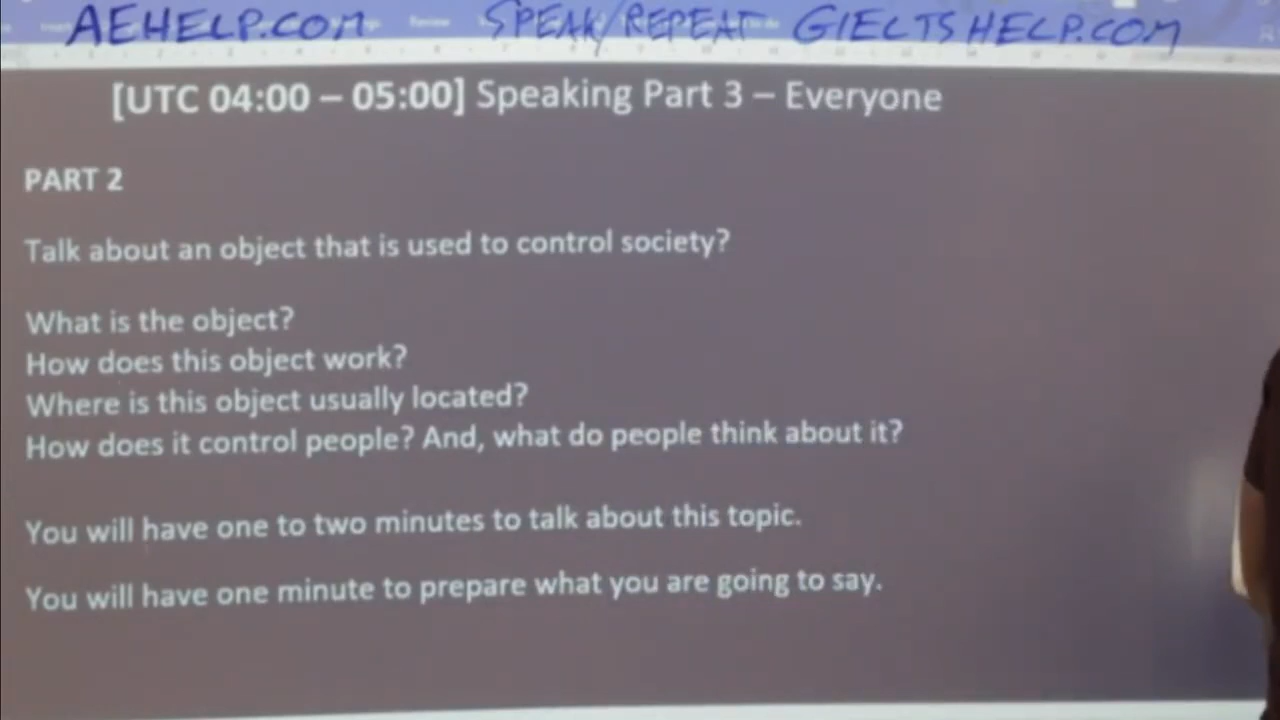 AEHELP.COM SPEAK/REPEAT GIELTSHELP.COM
Review
[UTC 04:00 – 05:00] Speaking Part 3 – Everyone
PART 2
Talk about an object that is used to control society?
What is the object?
How does this object work?
Where is this object usually located?
How does it control people? And, what do people think about it?
You will have one to two minutes to talk about this topic.
You will have one minute to prepare what you are going to say.